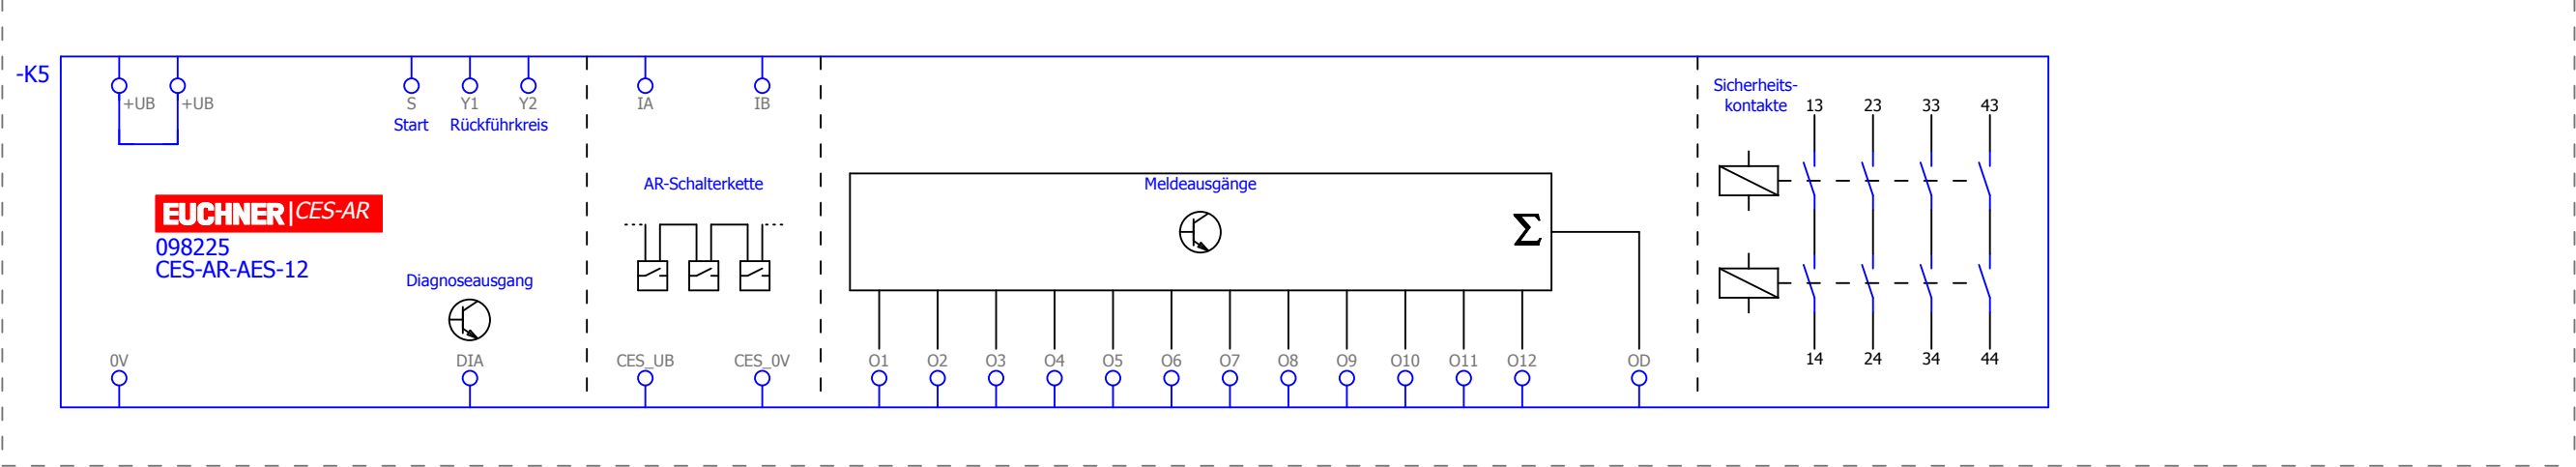 -K5
+UB +UB S Y1 Y2 IA IB
Start Rückführkreis
Sicherheits-
kontakte 13 23 33 43
EUCHNER|CES-AR
098225
CES-AR-AES-12
Diagnoseausgang
AR-Schalterkette
Meldeausgänge
Σ
0V DIA CES_UB CES_0V O1 O2 O3 O4 O5 O6 O7 O8 O9 O10 O11 O12 OD
14 24 34 44